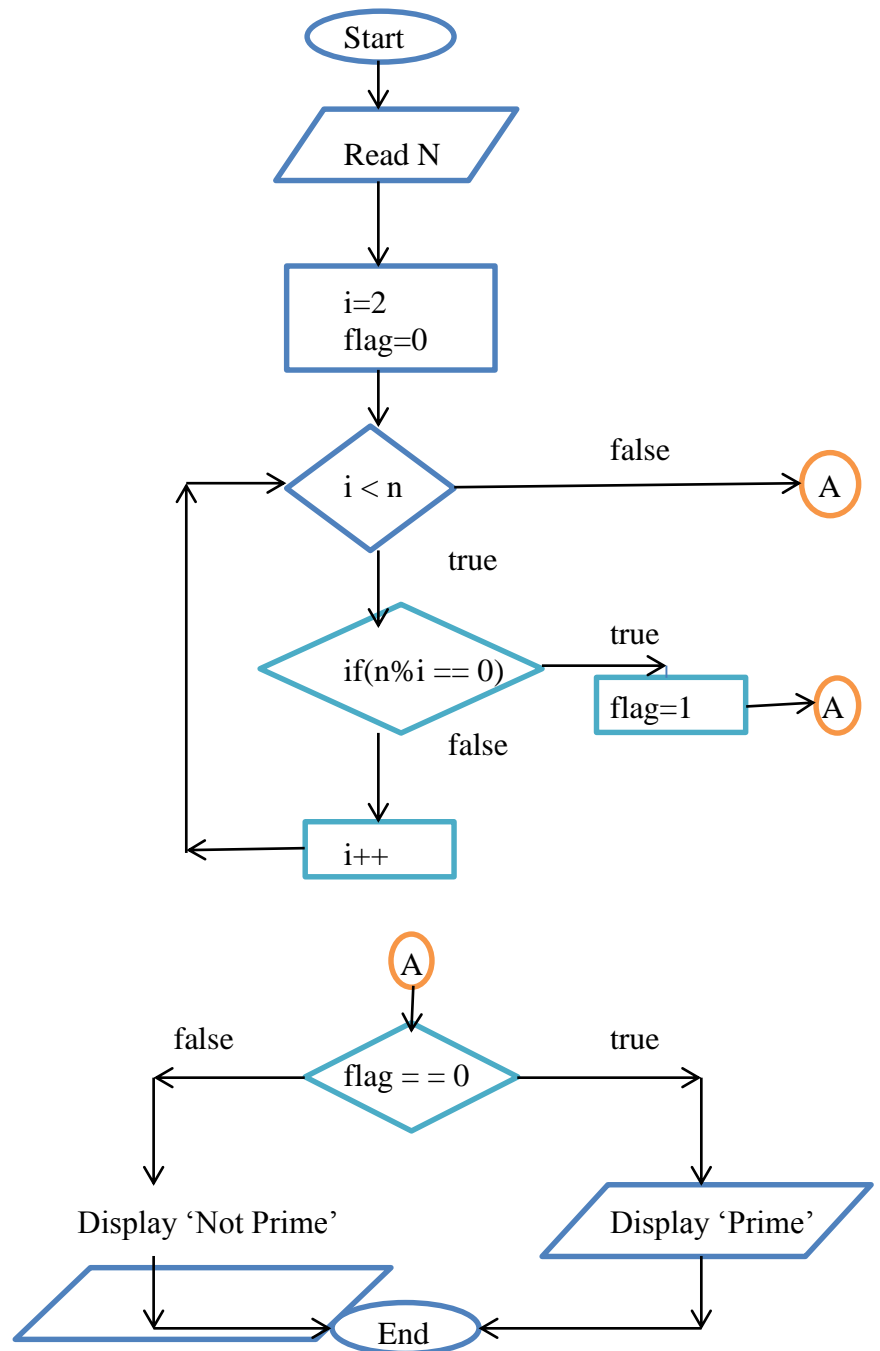 Start
Read N
i=2
flag=0
i < n
false
A
true
if(n%i == 0)
true
flag=1
A
false
i++
A
false
flag = = 0
true
Display ‘Not Prime’
Display ‘Prime’
End